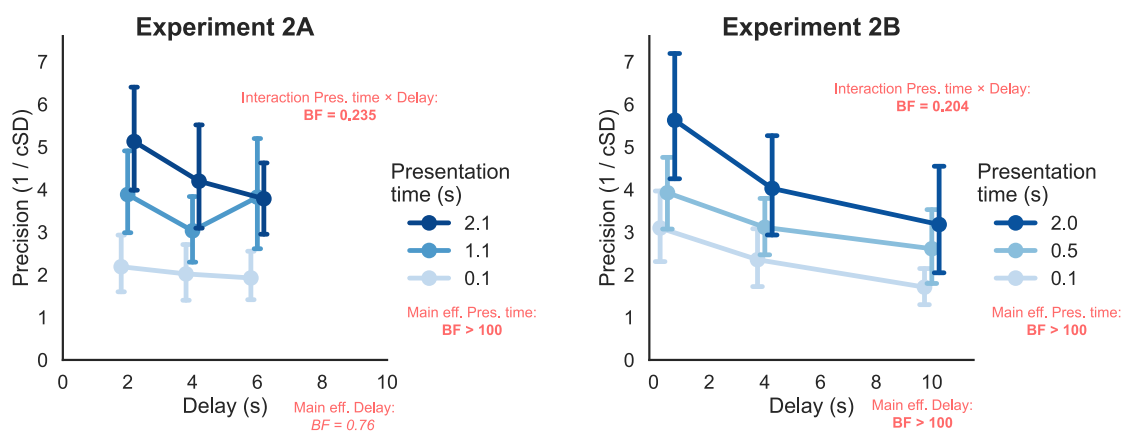 Experiment 2A
7
6
5
4
3
2
1
0
Precision (1 / cSD)
0 2 4 6 8 10
Delay (s)
Interaction Pres. time × Delay:
BF = 0.235
Presentation
time (s)
2.1
1.1
0.1
Main eff. Pres. time:
BF > 100
Main eff. Delay:
BF = 0.76
Experiment 2B
7
6
5
4
3
2
1
0
Precision (1 / cSD)
0 2 4 6 8 10
Delay (s)
Interaction Pres. time × Delay:
BF = 0.204
Presentation
time (s)
2.0
0.5
0.1
Main eff. Pres. time:
BF > 100
Main eff. Delay:
BF > 100